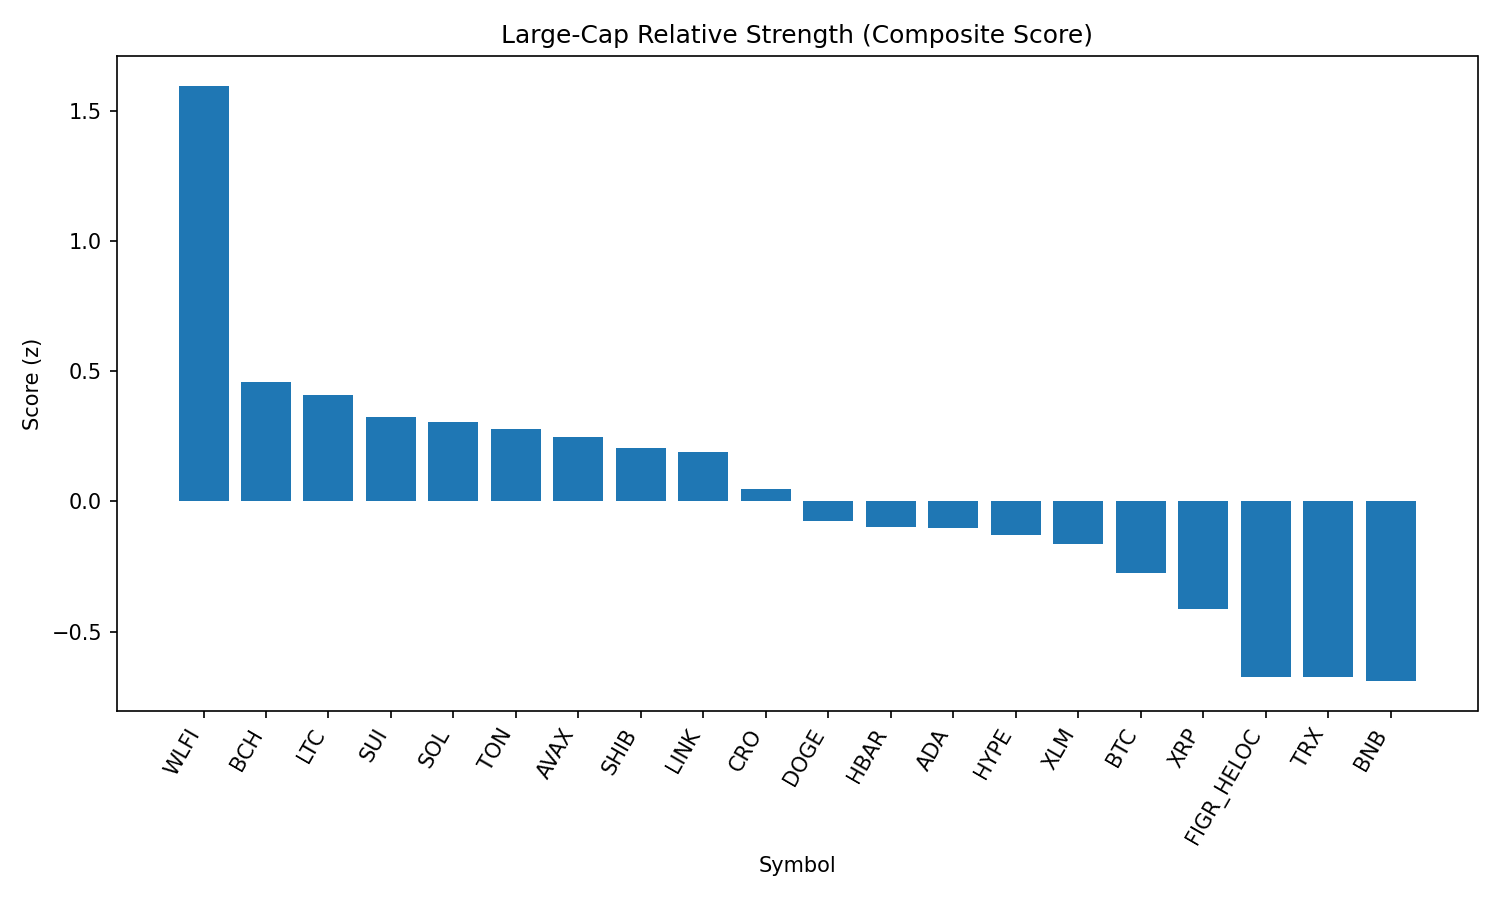 Large-Cap Relative Strength (Composite Score)
Score (z)
1.5
1.0
0.5
0.0
−0.5
WLFI
BCH
LTC
SUI
SOL
TON
AVAX
SHIB
LINK
CRO
DOGE
HBAR
ADA
HYPE
XLM
BTC
XRP
FIGR_HELOC
TRX
BNB
Symbol